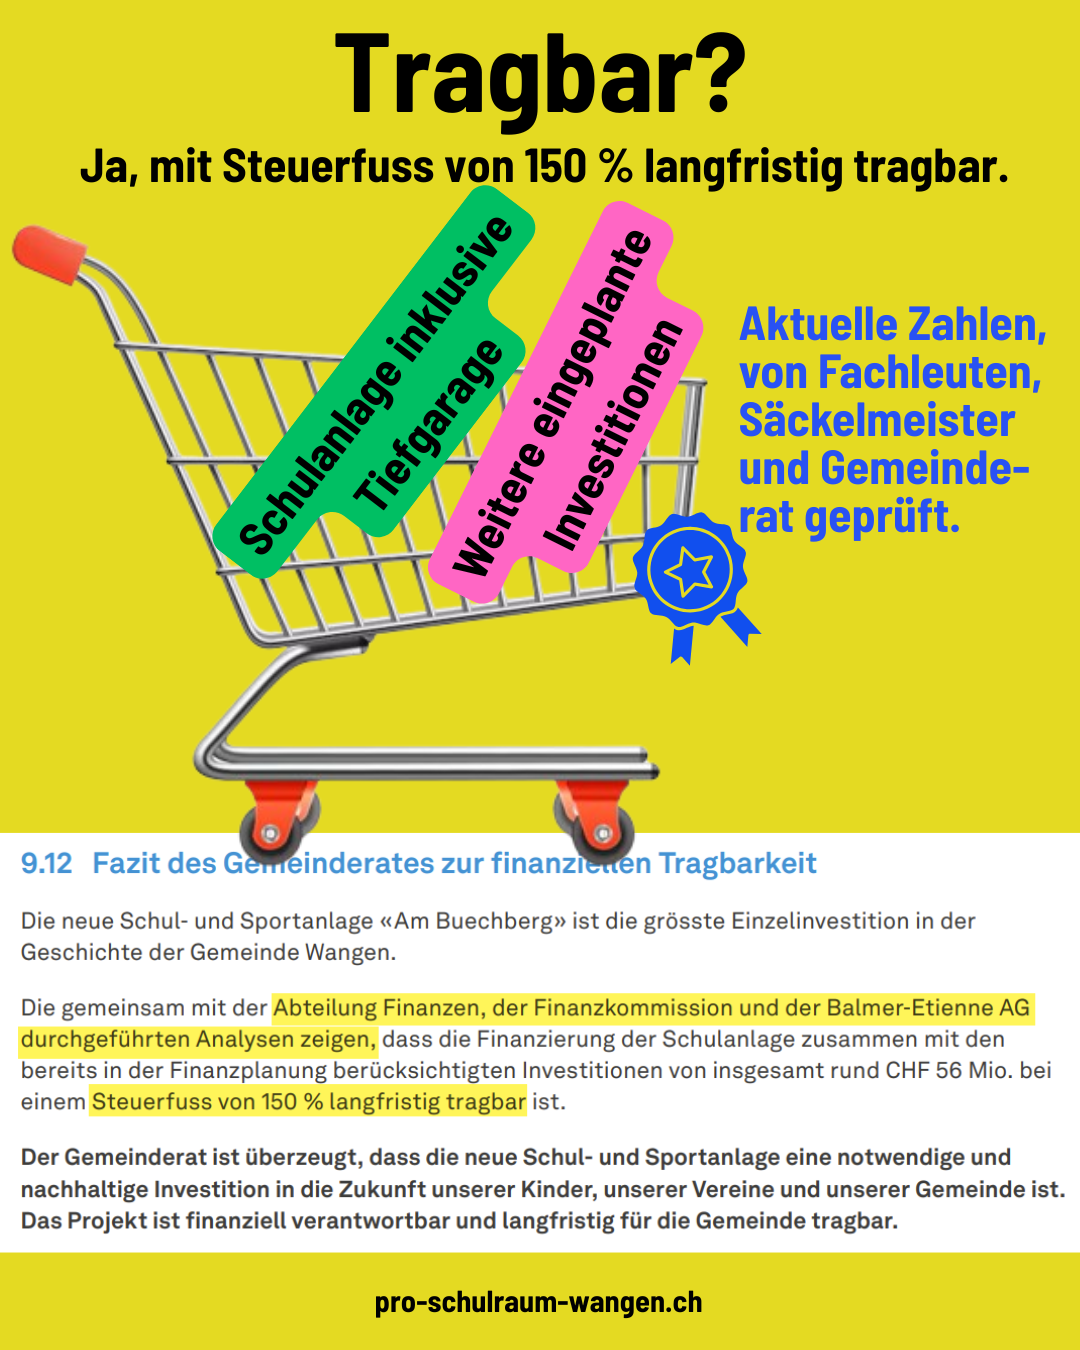 Tragbar?
Ja, mit Steuerfuss von 150 % langfristig tragbar.
Schulanlage inklusive
Tiefgarage
Weitere eingeplante
Investitionen
Aktuelle Zahlen,
von Fachleuten,
Säckelmeister
und Gemeinde-
rat geprüft.
9.12 Fazit des Gemeinderates zur finanziellen Tragbarkeit
Die neue Schul- und Sportanlage «Am Buechberg» ist die grösste Einzelinvestition in der
Geschichte der Gemeinde Wangen.
Die gemeinsam mit der Abteilung Finanzen, der Finanzkommission und der Balmer-Etienne AG
durchgeführten Analysen zeigen, dass die Finanzierung der Schulanlage zusammen mit den
bereits in der Finanzplanung berücksichtigten Investitionen von insgesamt rund CHF 56 Mio. bei
einem Steuerfuss von 150 % langfristig tragbar ist.
Der Gemeinderat ist überzeugt, dass die neue Schul- und Sportanlage eine notwendige und
nachhaltige Investition in die Zukunft unserer Kinder, unserer Vereine und unserer Gemeinde ist.
Das Projekt ist finanziell verantwortbar und langfristig für die Gemeinde tragbar.
pro-schulraum-wangen.ch